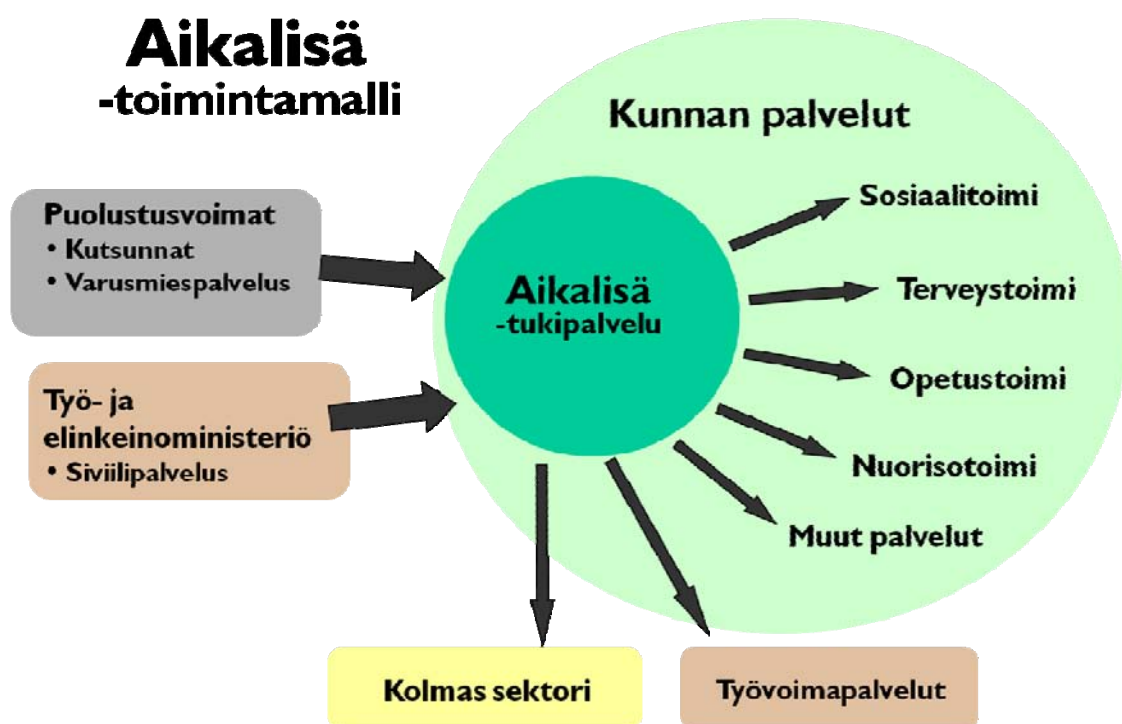 Aikalisä
-toimintamalli
Kunnan palvelut
Puolustusvoimat
• Kutsunnat
• Varusmiespalvelus
Työ- ja
elinkeinoministeriö
• Siviilipalvelus
Aikalisä
-tukipalvelu
Sosiaalitoimi
Terveystoimi
Opetustoimi
Nuorisotoimi
Muut palvelut
Kolmas sektori
Työvoimapalvelut